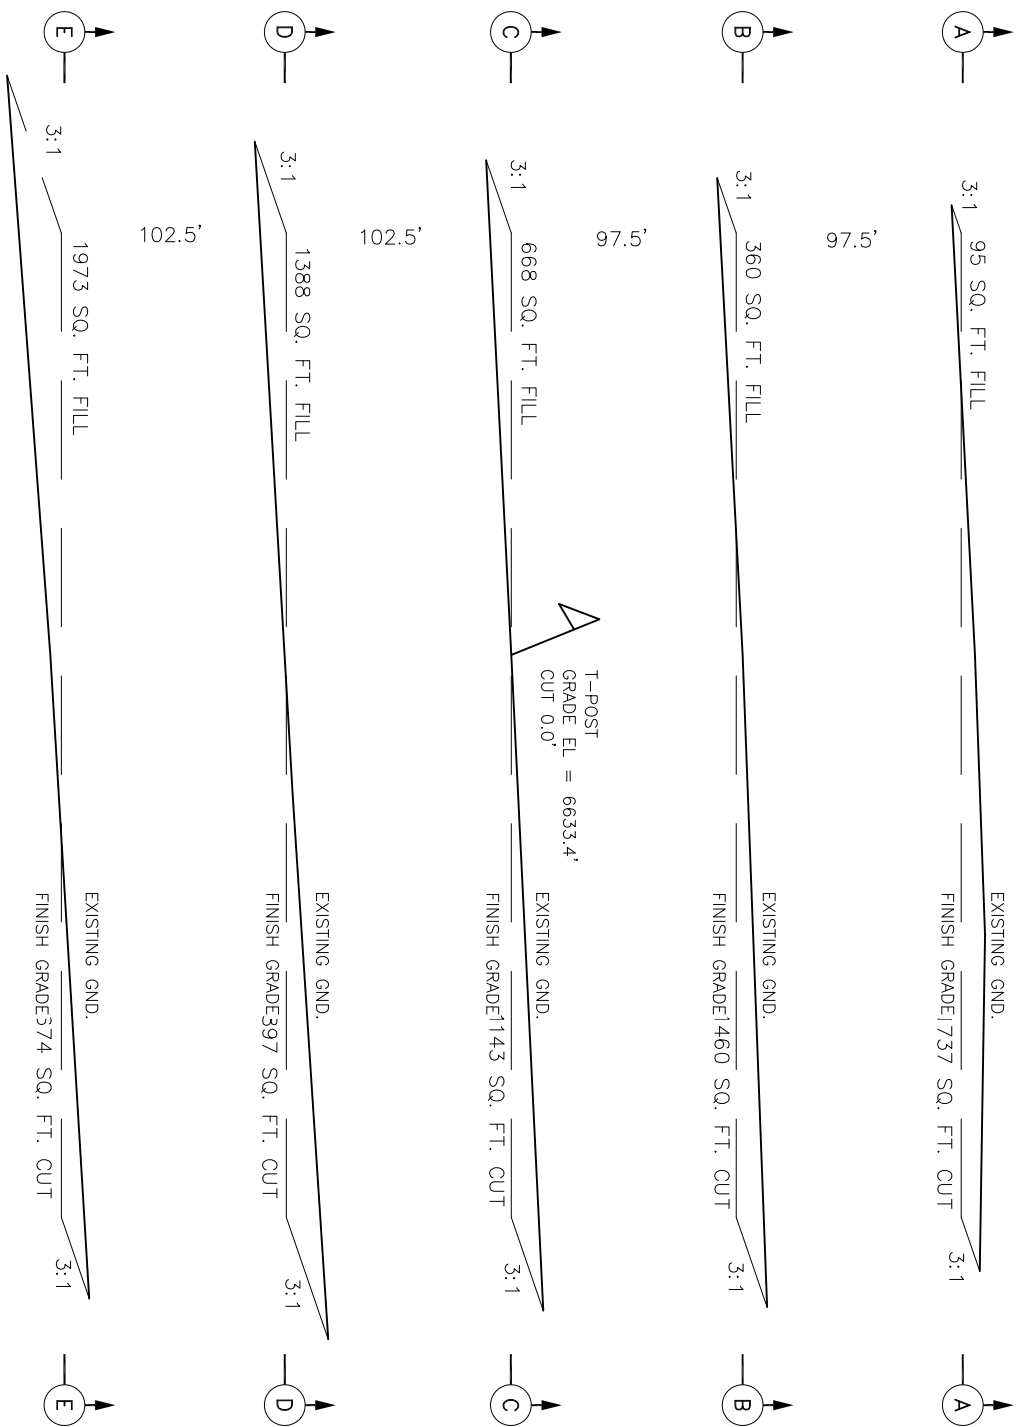 A
A
3:1
95 SQ. FT. FILL
EXISTING GND.
FINISH GRADE
1737 SQ. FT. CUT
3:1
97.5'
B
B
3:1
360 SQ. FT. FILL
EXISTING GND.
FINISH GRADE
1460 SQ. FT. CUT
3:1
97.5'
T-POST
GRADE EL = 6633.4'
CUT 0.0'
C
C
3:1
668 SQ. FT. FILL
EXISTING GND.
FINISH GRADE
1143 SQ. FT. CUT
3:1
102.5'
D
D
3:1
1388 SQ. FT. FILL
EXISTING GND.
FINISH GRADE
SQ. FT. CUT
3:1
102.5'
E
E
3:1
1973 SQ. FT. FILL
EXISTING GND.
FINISH GRADE
SQ. FT. CUT
3:1